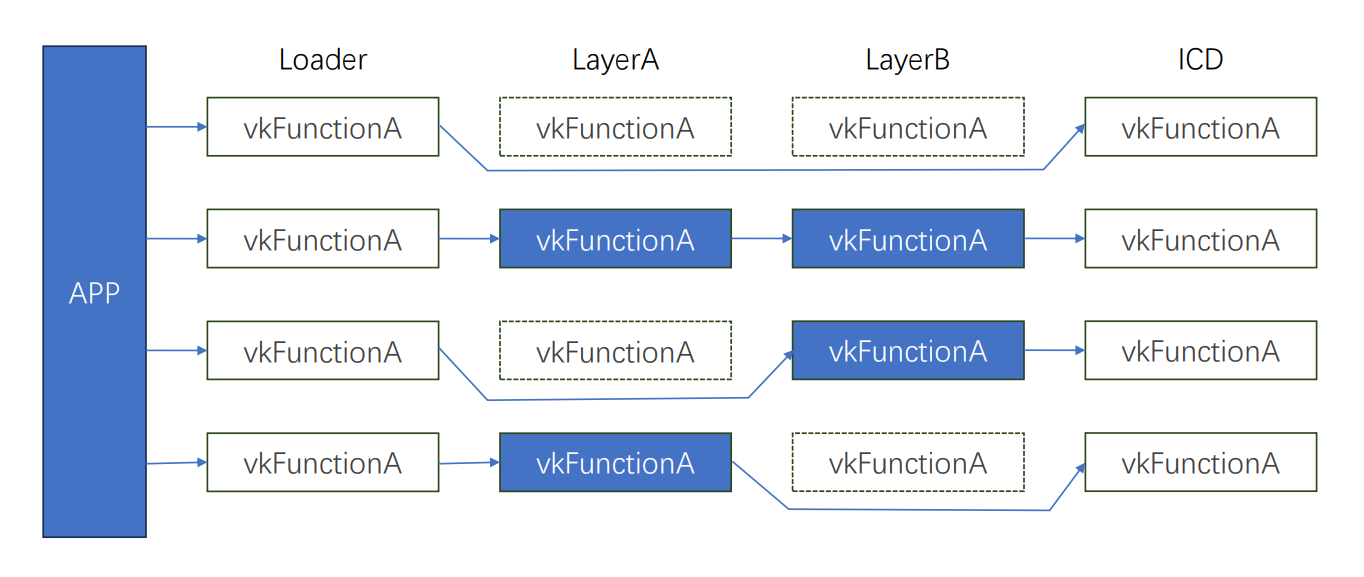 Loader
LayerA
LayerB
ICD
vkFunctionA
vkFunctionA
vkFunctionA
vkFunctionA
vkFunctionA
vkFunctionA
vkFunctionA
vkFunctionA
APP
vkFunctionA
vkFunctionA
vkFunctionA
vkFunctionA
vkFunctionA
vkFunctionA
vkFunctionA
vkFunctionA